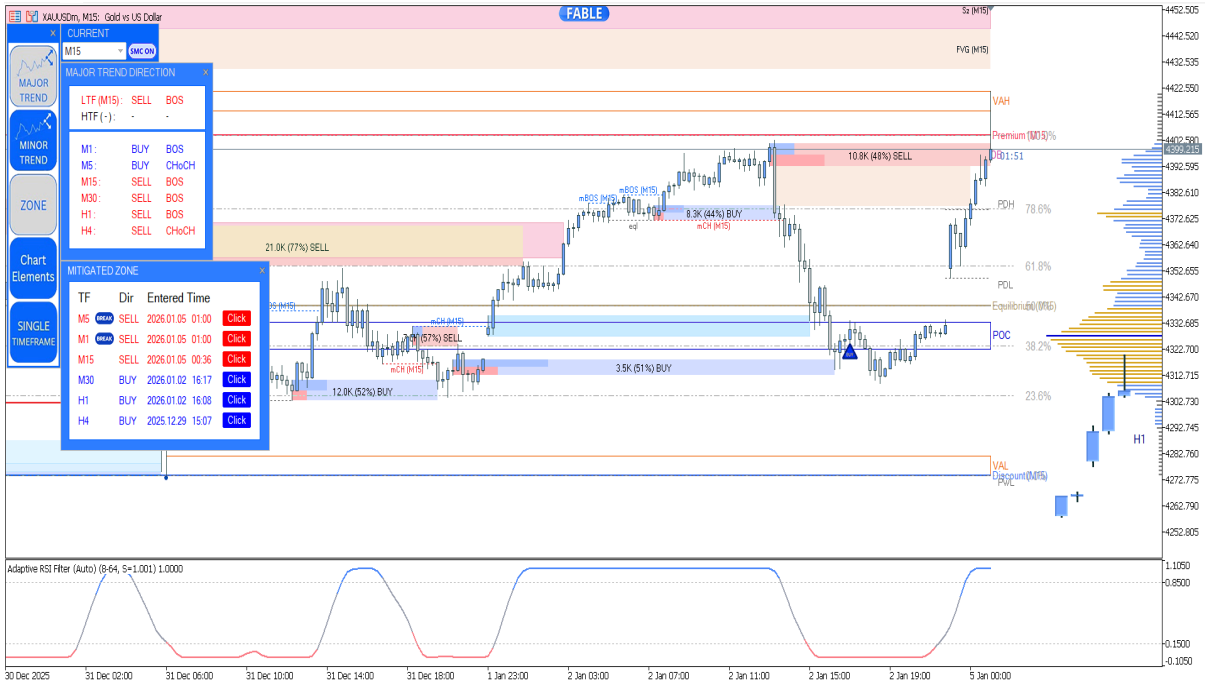 XAUUSDm, M15: Gold vs US Dollar
FABLE
CURRENT
M15
SMC ON
MAJOR TREND
MINOR TREND
ZONE
Chart Elements
SINGLE TIMEFRAME
MAJOR TREND DIRECTION
LTF (M15) : SELL BOS
HTF ( - ) : - -
M1 : BUY BOS
M5 : BUY CHoCH
M15 : SELL BOS
M30 : SELL BOS
H1 : SELL BOS
H4 : SELL CHoCH
MITIGATED ZONE
TF Dir Entered Time
M5 BREAK SELL 2026.01.05 01:00 Click
M1 BREAK SELL 2026.01.05 01:00 Click
M15 SELL 2026.01.05 00:36 Click
M30 BUY 2026.01.02 16:17 Click
H1 BUY 2026.01.02 16:08 Click
H4 BUY 2025.12.29 15:07 Click
Sz (M15)
FVG (M15)
VAH
Premium (M15)
10.8K (48%) SELL
01:51
mBOS (M15)
mBOS (M15)
8.3K (44%) BUY
eql
mCH (M15)
PDH
78.6%
21.0K (77%) SELL
61.8%
PDL
mCH (M15)
(57%) SELL
POC
38.2%
mCH (M15)
3.5K (51%) BUY
12.0K (52%) BUY
23.6%
H1
VAL
Discount (M15)
PWL
4452.505
4442.520
4432.535
4422.550
4412.565
4402.580
4399.215
4392.595
4382.610
4372.625
4362.640
4352.655
4342.670
4332.685
4322.700
4312.715
4302.730
4292.745
4282.760
4272.775
4262.790
4252.805
Adaptive RSI Filter (Auto) (8-64, S=1.001) 1.0000
1.1050
0.8500
0.1500
-0.1050
30 Dec 2025
31 Dec 02:00
31 Dec 06:00
31 Dec 10:00
31 Dec 14:00
31 Dec 18:00
1 Jan 23:00
2 Jan 03:00
2 Jan 07:00
2 Jan 11:00
2 Jan 15:00
2 Jan 19:00
5 Jan 00:00